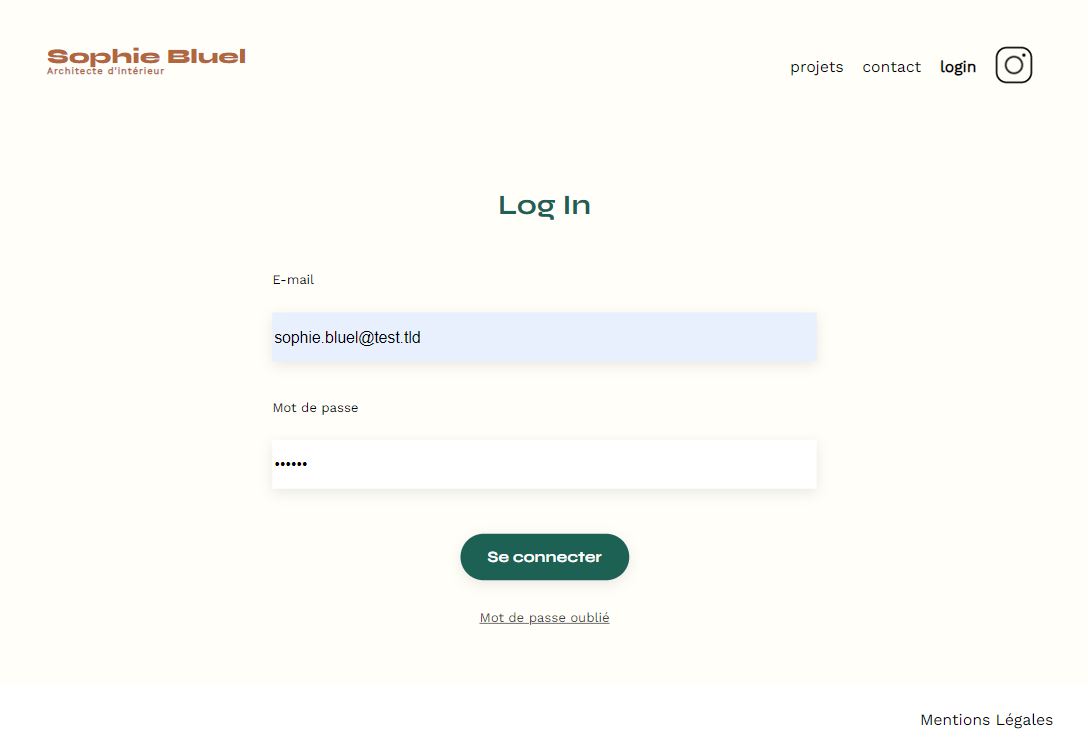 Sophie Bluel
Architecte d'intérieur
projets contact login
Log In
E-mail
sophie.bluel@test.tld
Mot de passe
••••••
Se connecter
Mot de passe oublié
Mentions Légales